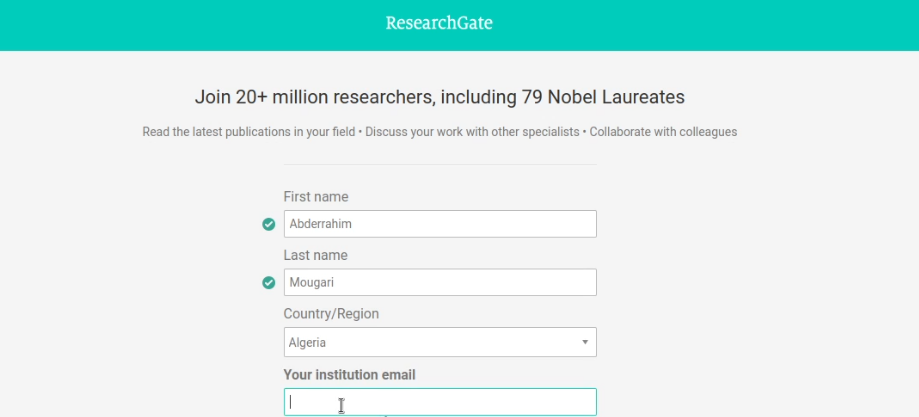 ResearchGate
Join 20+ million researchers, including 79 Nobel Laureates
Read the latest publications in your field • Discuss your work with other specialists • Collaborate with colleagues
First name
Abderrahim
Last name
Mougari
Country/Region
Algeria
Your institution email